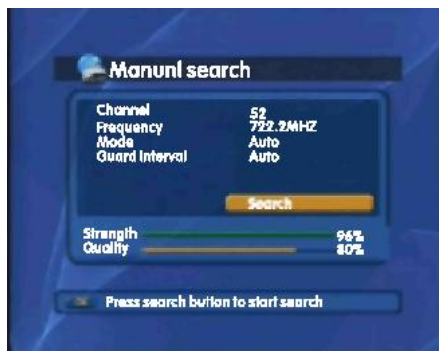 Manunl search
Channel 52
Frequency 722.2MHZ
Mode Auto
Guard Interval Auto
Search
Strength 96%
Quality 80%
Press search button to start search